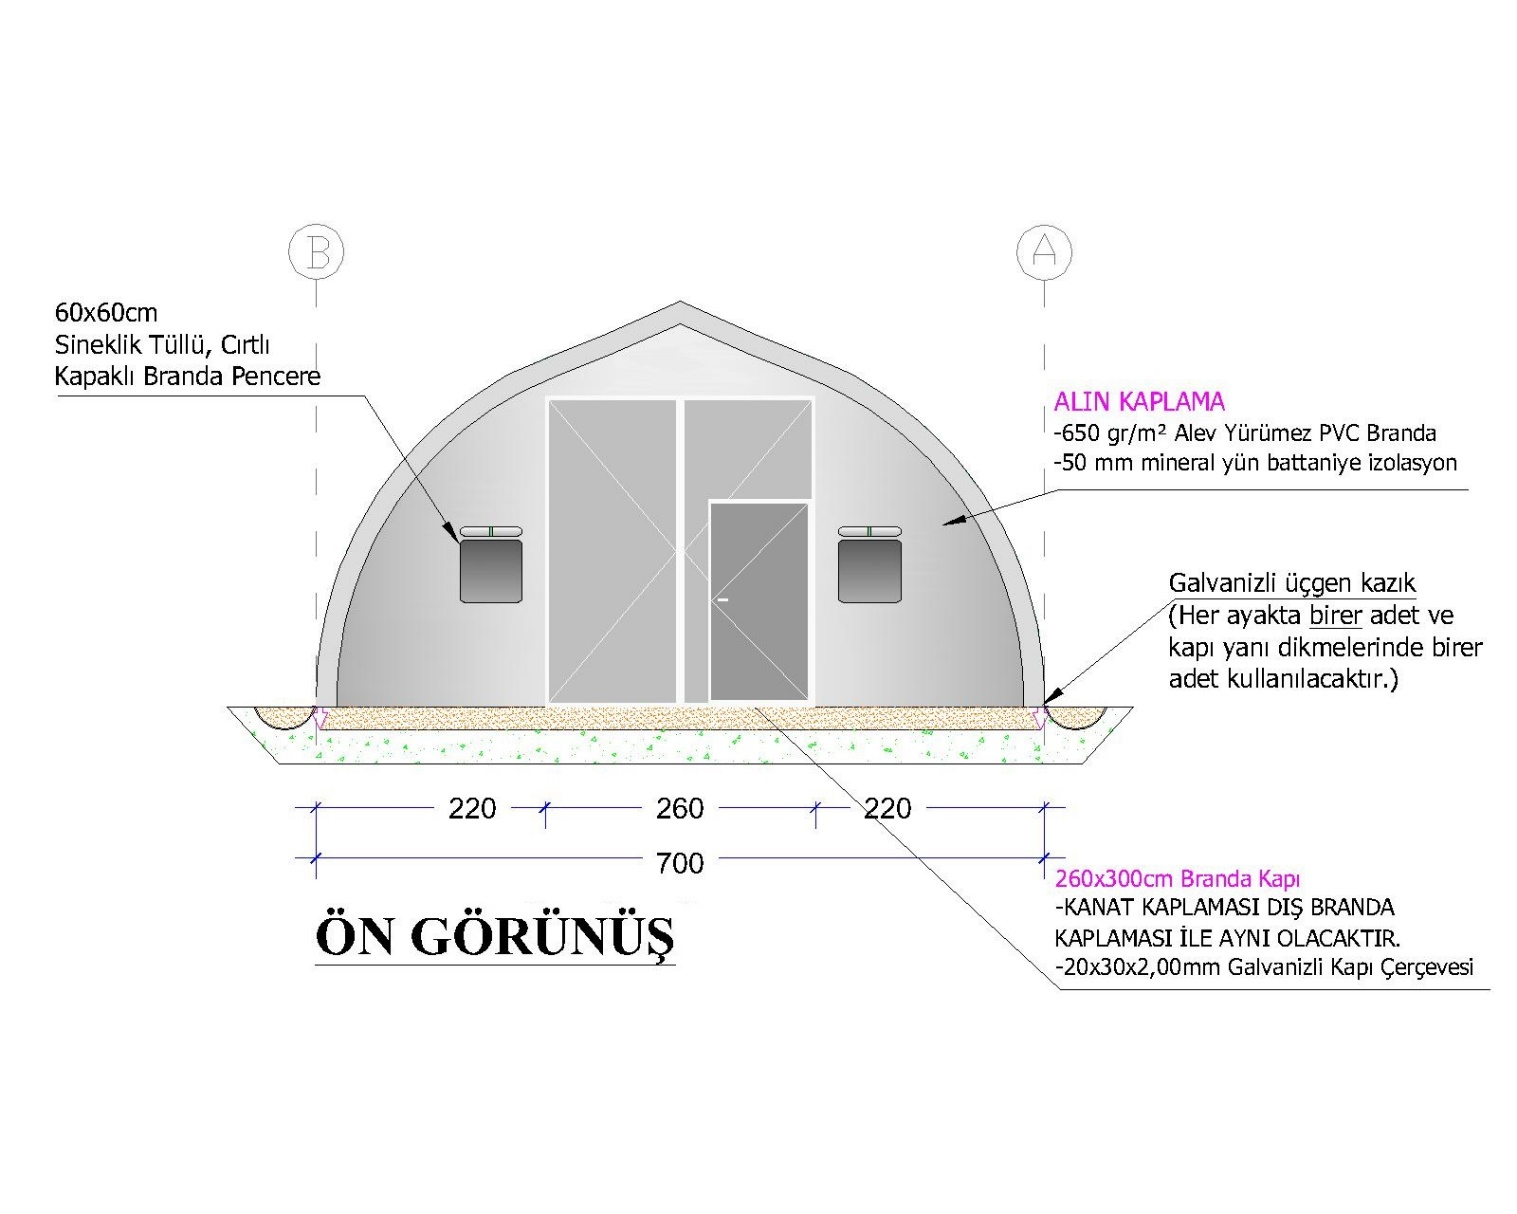 B
A
60x60cm
Sineklik Tüllü, Cırtlı
Kapaklı Branda Pencere
ALIN KAPLAMA
-650 gr/m² Alev Yürümez PVC Branda
-50 mm mineral yün battaniye izolasyon
Galvanizli üçgen kazık
(Her ayakta birer adet ve
kapı yanı dikmelerinde birer
adet kullanılacaktır.)
220
260
220
700
260x300cm Branda Kapı
-KANAT KAPLAMASI DIŞ BRANDA
KAPLAMASI İLE AYNI OLACAKTIR.
-20x30x2,00mm Galvanizli Kapı Çerçevesi
ÖN GÖRÜNÜŞ